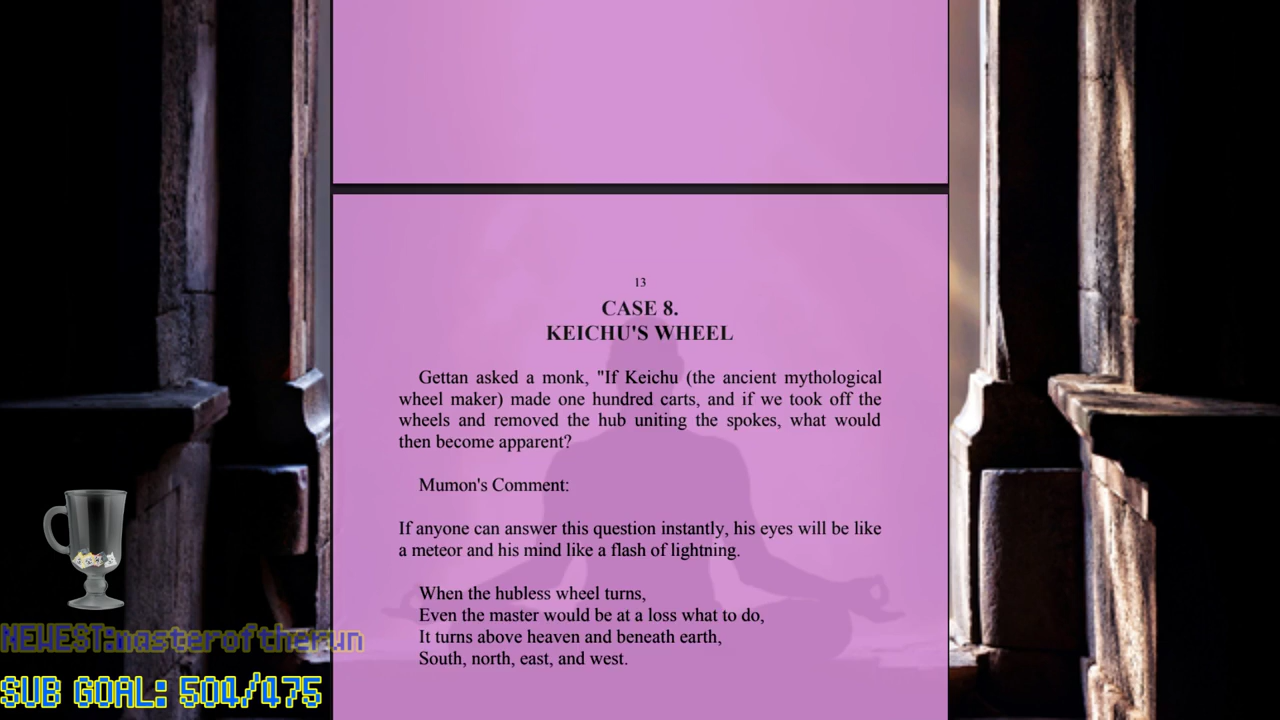 13
CASE 8.
KEICHU'S WHEEL
Gettan asked a monk, "If Keichu (the ancient mythological
wheel maker) made one hundred carts, and if we took off the
wheels and removed the hub uniting the spokes, what would
then become apparent?
Mumon's Comment:
If anyone can answer this question instantly, his eyes will be like
a meteor and his mind like a flash of lightning.
When the hubless wheel turns,
Even the master would be at a loss what to do,
It turns above heaven and beneath earth,
South, north, east, and west.
NEWEST:masteroftherun
SUB GOAL: 504/475